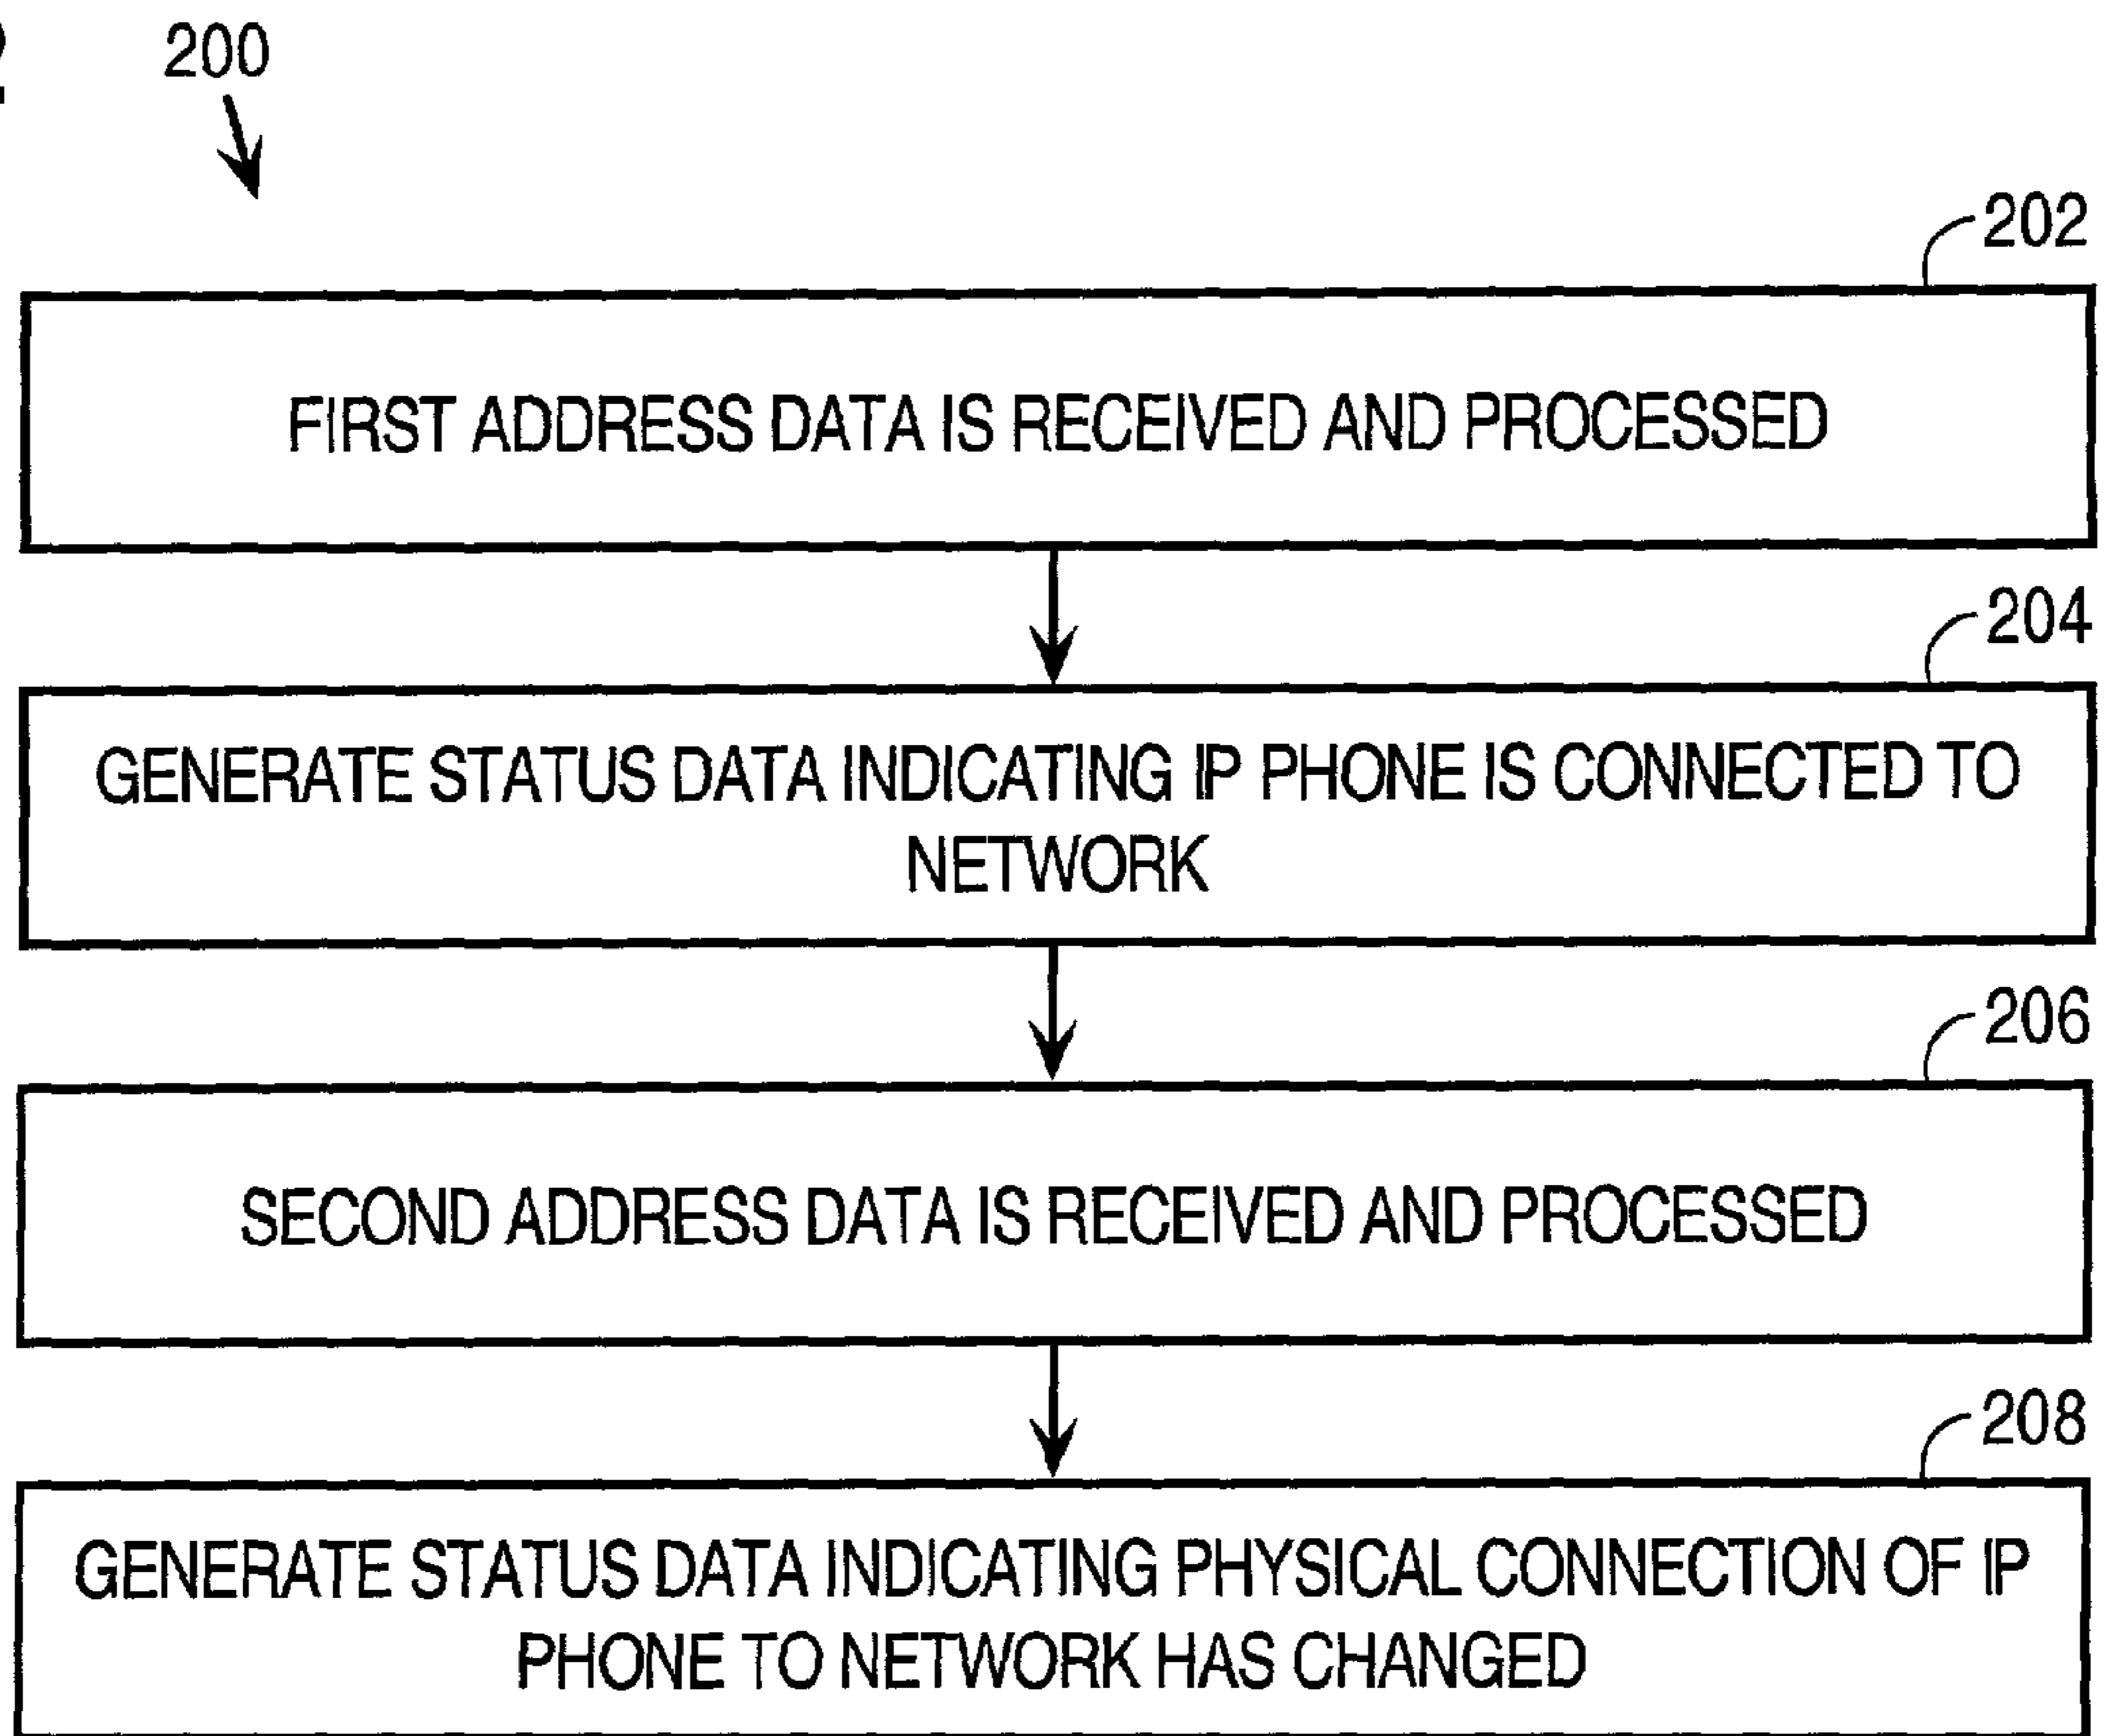 200
202
FIRST ADDRESS DATA IS RECEIVED AND PROCESSED
204
GENERATE STATUS DATA INDICATING IP PHONE IS CONNECTED TO
NETWORK
206
SECOND ADDRESS DATA IS RECEIVED AND PROCESSED
208
GENERATE STATUS DATA INDICATING PHYSICAL CONNECTION OF IP
PHONE TO NETWORK HAS CHANGED